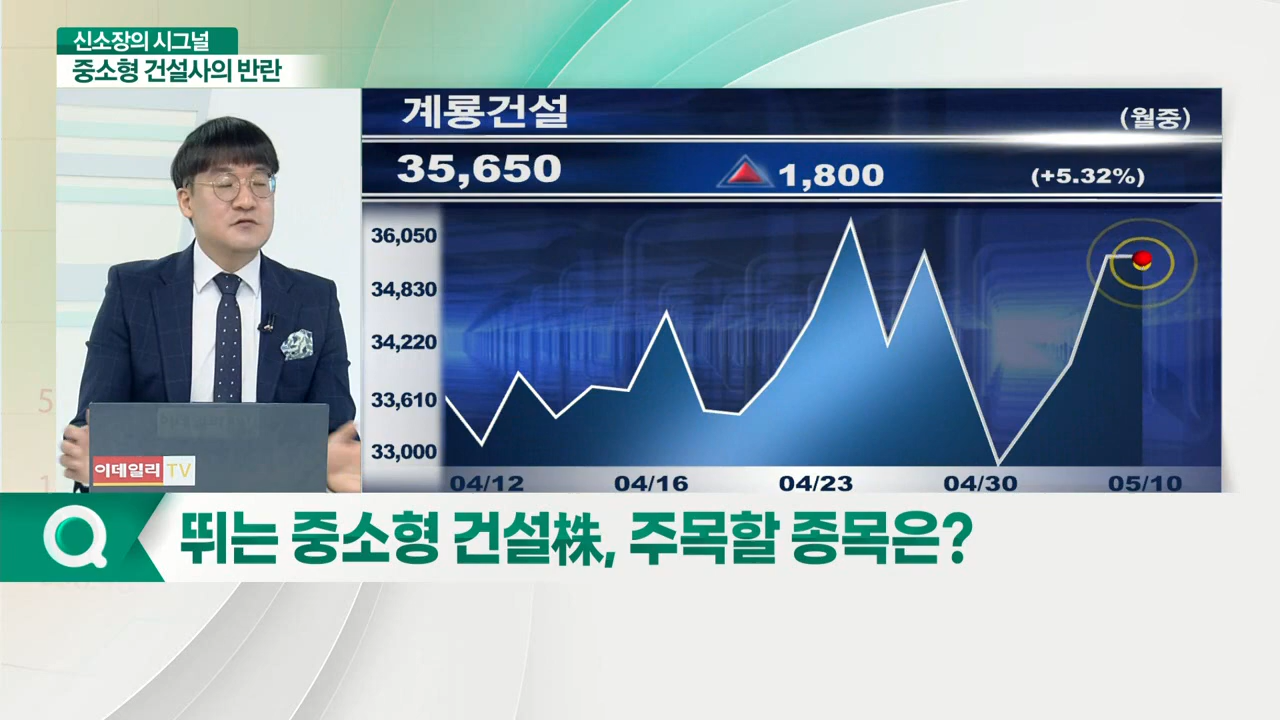 신소장의 시그널
중소형 건설사의 반란
계룡건설 (월중)
35,650 1,800 (+5.32%)
36,050
34,830
34,220
33,610
33,000
04/12 04/16 04/23 04/30 05/10
이데일리 TV
Q 뛰는 중소형 건설株, 주목할 종목은?